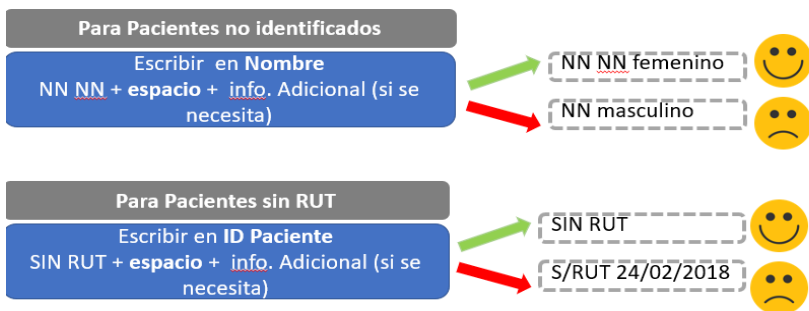 Para Pacientes no identificados
Escribir en Nombre
NN NN + espacio + info. Adicional (si se
necesita)
NN NN femenino
NN masculino
Para Pacientes sin RUT
Escribir en ID Paciente
SIN RUT + espacio + info. Adicional (si se
necesita)
SIN RUT
S/RUT 24/02/2018